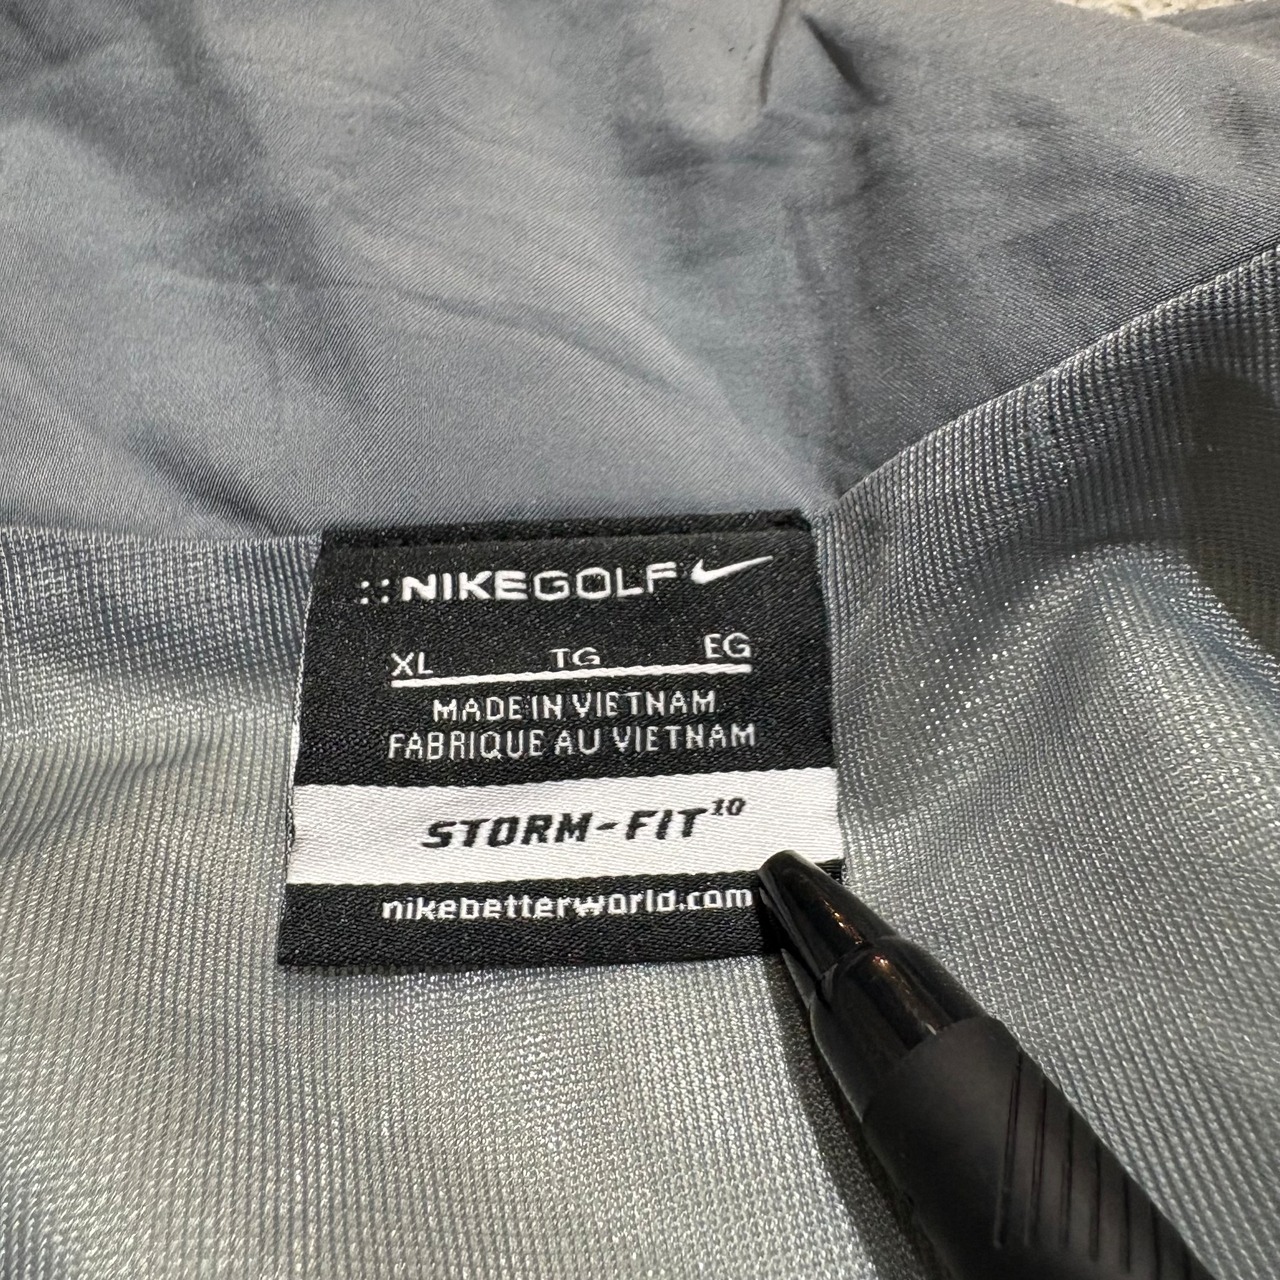 ::NIKEGOLF
XL TG EG
MADE IN VIETNAM
FABRIQUE AU VIETNAM
STORM-FIT¹⁰
nikebetterworld.com